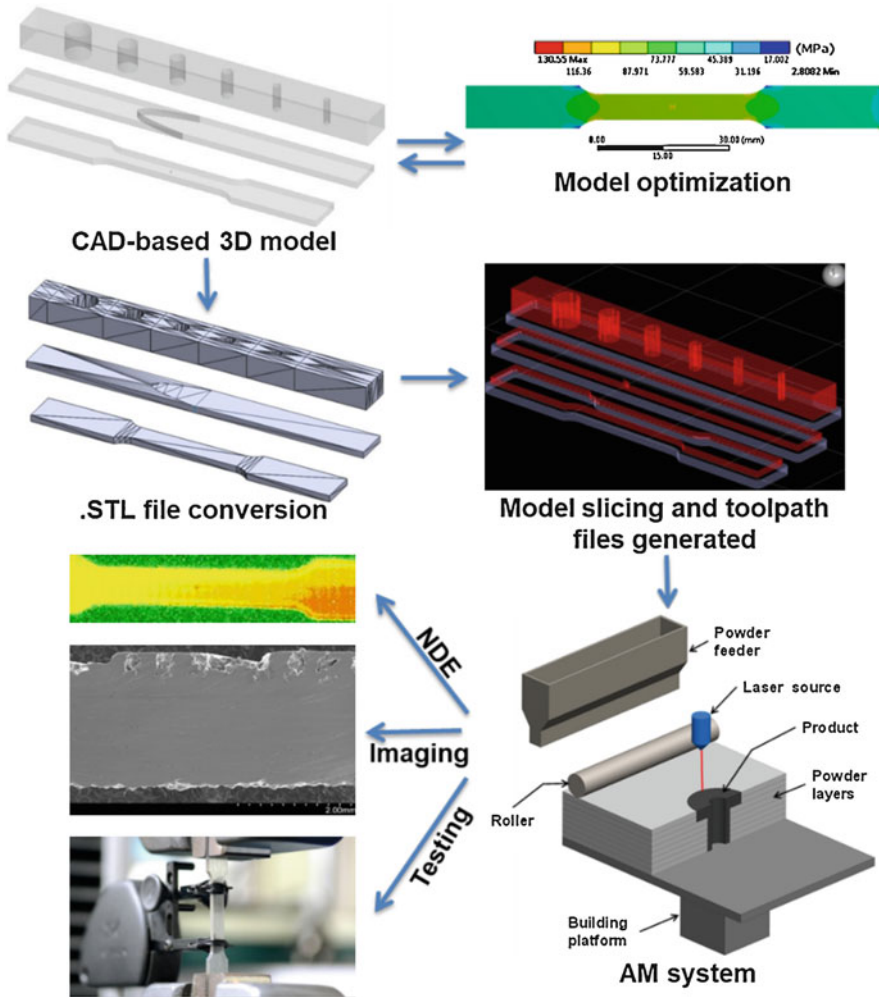 (MPa)
130.55 Max 73.777 45.389 17.002
116.36 87.971 59.583 31.196 2.8082 Min
0.00 30.00 (mm)
15.00
Model optimization
CAD-based 3D model
.STL file conversion
Model slicing and toolpath
files generated
NDE
Imaging
Testing
2.00mm
Powder
feeder
Laser source
Product
Powder
layers
Roller
Building
platform
AM system